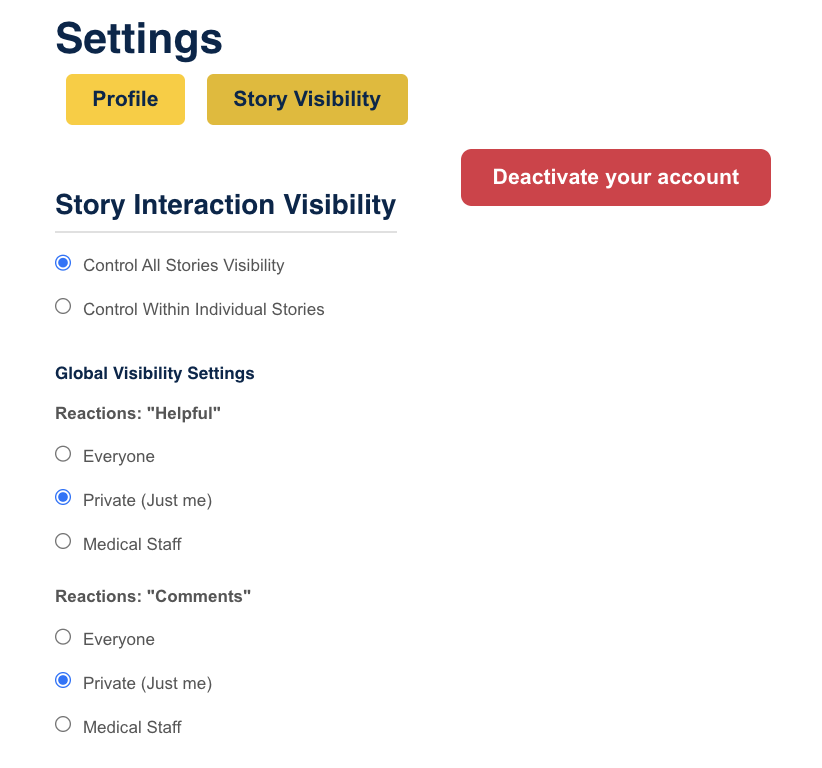 Settings
Profile
Story Visibility
Deactivate your account
Story Interaction Visibility
Control All Stories Visibility
Control Within Individual Stories
Global Visibility Settings
Reactions: "Helpful"
Everyone
Private (Just me)
Medical Staff
Reactions: "Comments"
Everyone
Private (Just me)
Medical Staff